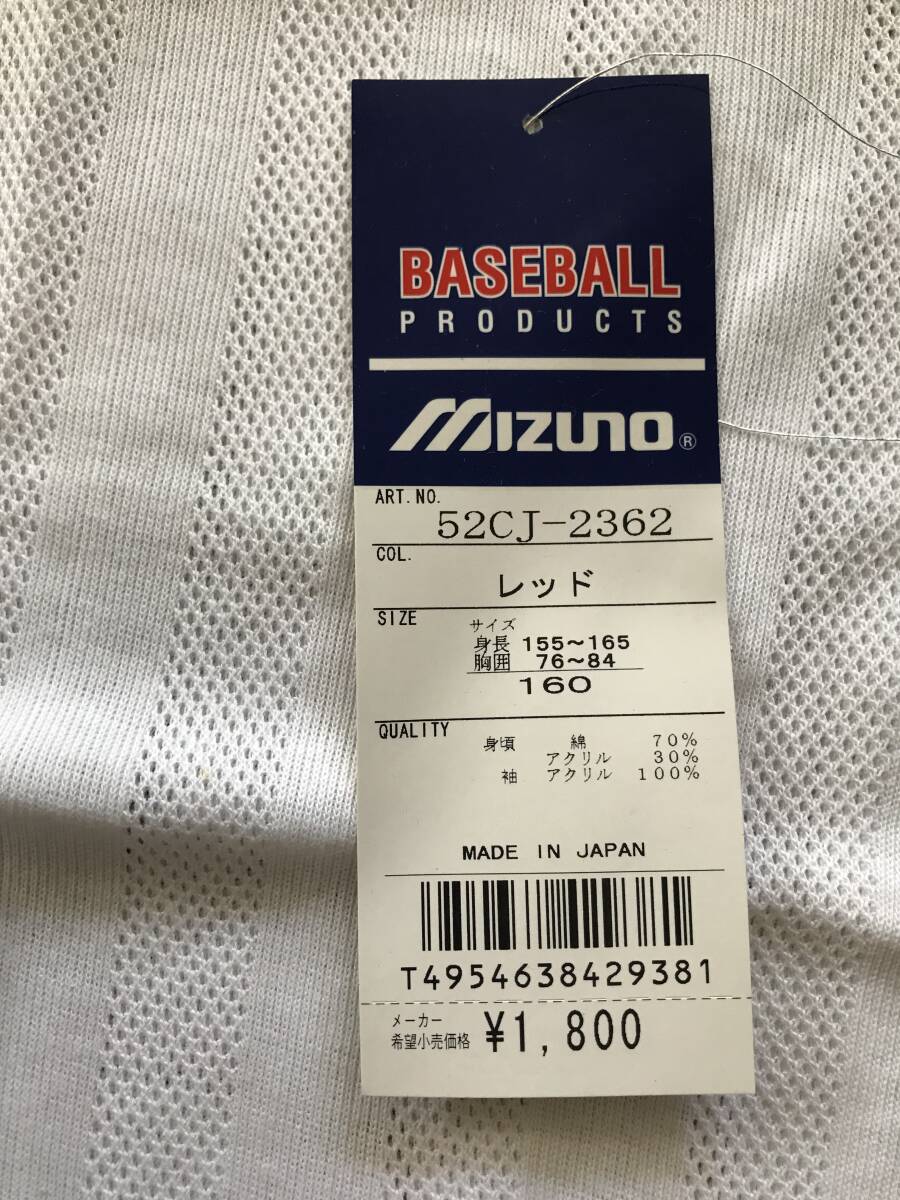 BASEBALL
PRODUCTS
MIZUNO®
ART.NO.
52CJ-2362
COL.
レッド
SIZE
サイズ
身長 155～165
胸囲 76～84
160
QUALITY
身頃 綿 70%
アクリル 30%
袖 アクリル 100%
MADE IN JAPAN
T4954638429381
メーカー
希望小売価格 ¥1,800